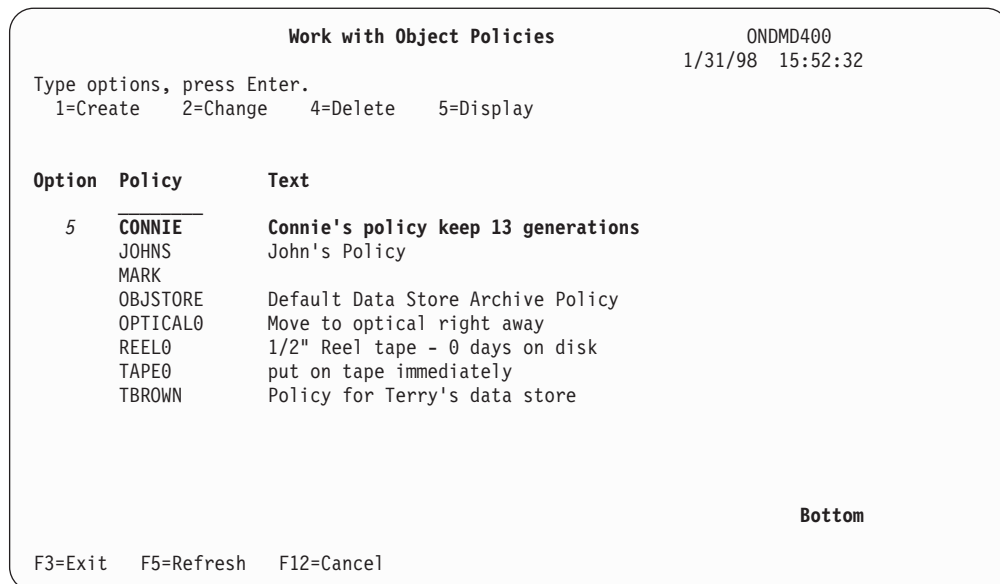 Work with Object Policies ONDMD400
1/31/98 15:52:32
Type options, press Enter.
1=Create 2=Change 4=Delete 5=Display
Option Policy Text
________
5 CONNIE Connie's policy keep 13 generations
JOHNS John's Policy
MARK
OBJSTORE Default Data Store Archive Policy
OPTICAL0 Move to optical right away
REEL0 1/2" Reel tape - 0 days on disk
TAPE0 put on tape immediately
TBROWN Policy for Terry's data store
Bottom
F3=Exit F5=Refresh F12=Cancel